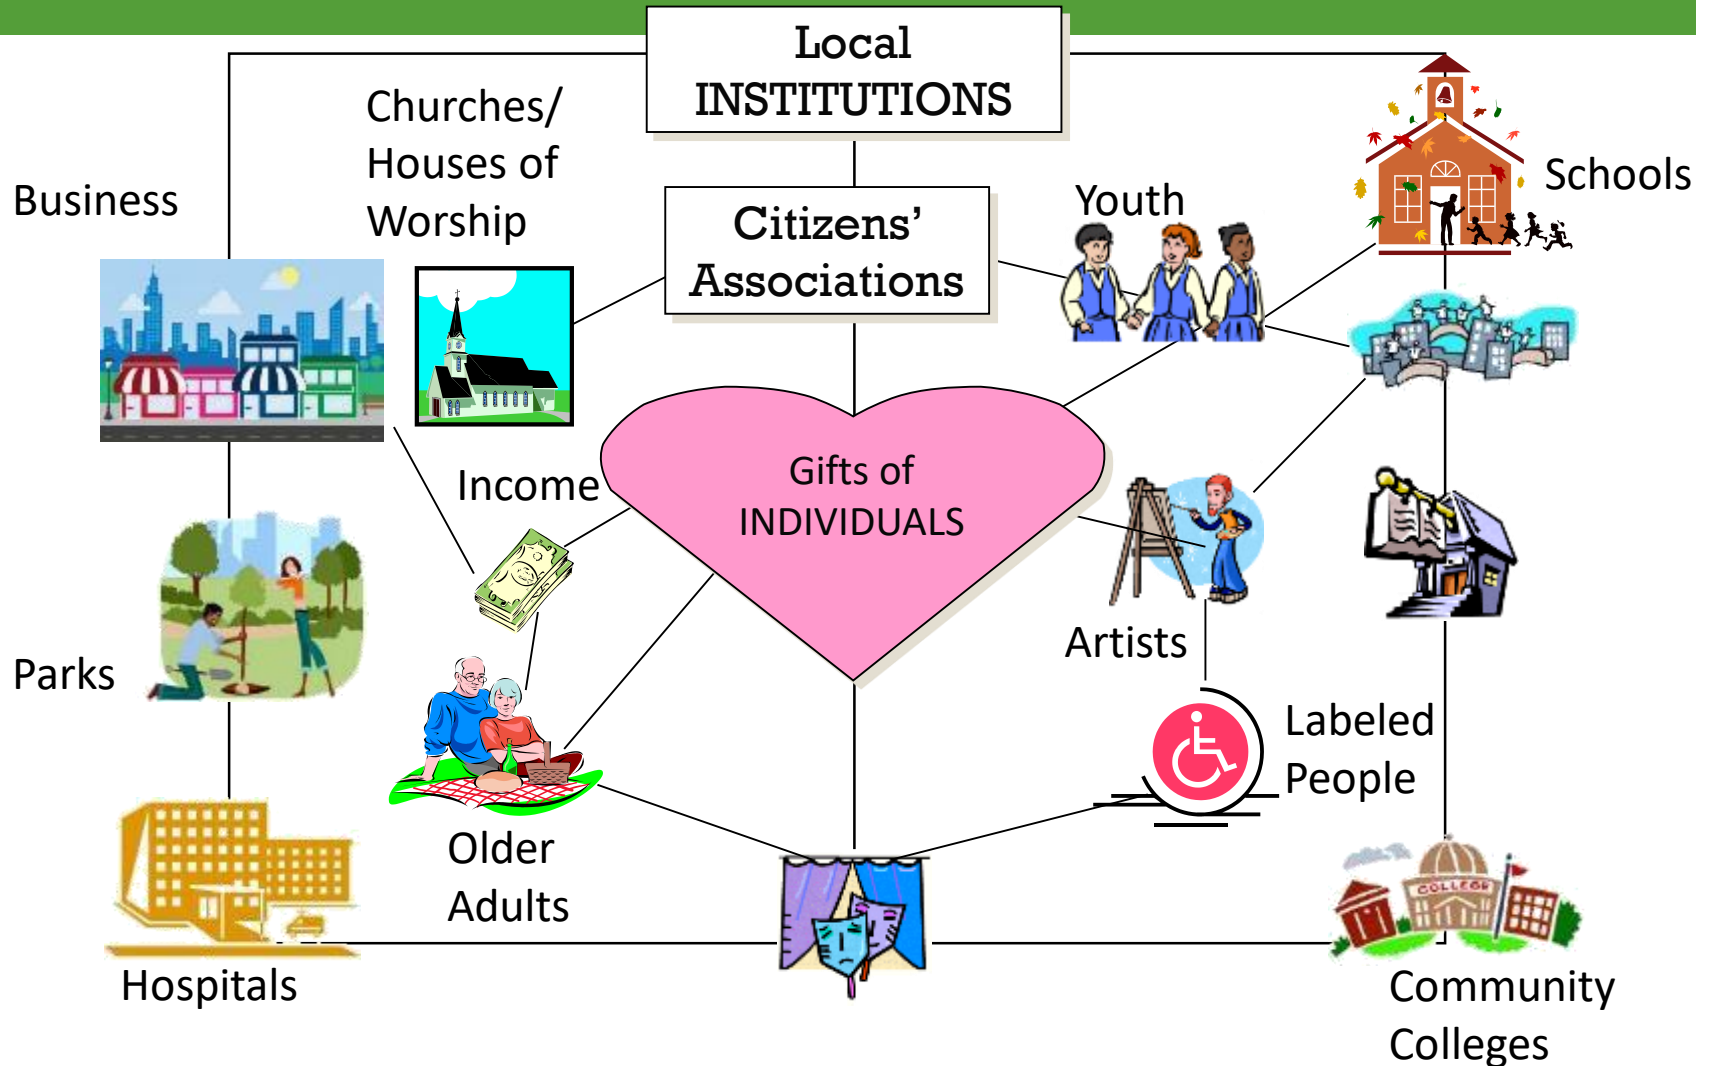 Local
INSTITUTIONS
Churches/
Houses of
Worship
Business
Citizens’
Associations
Youth
Schools
Income
Gifts of
INDIVIDUALS
Parks
Artists
Labeled
People
Older
Adults
COLLEGE
Hospitals
Community
Colleges